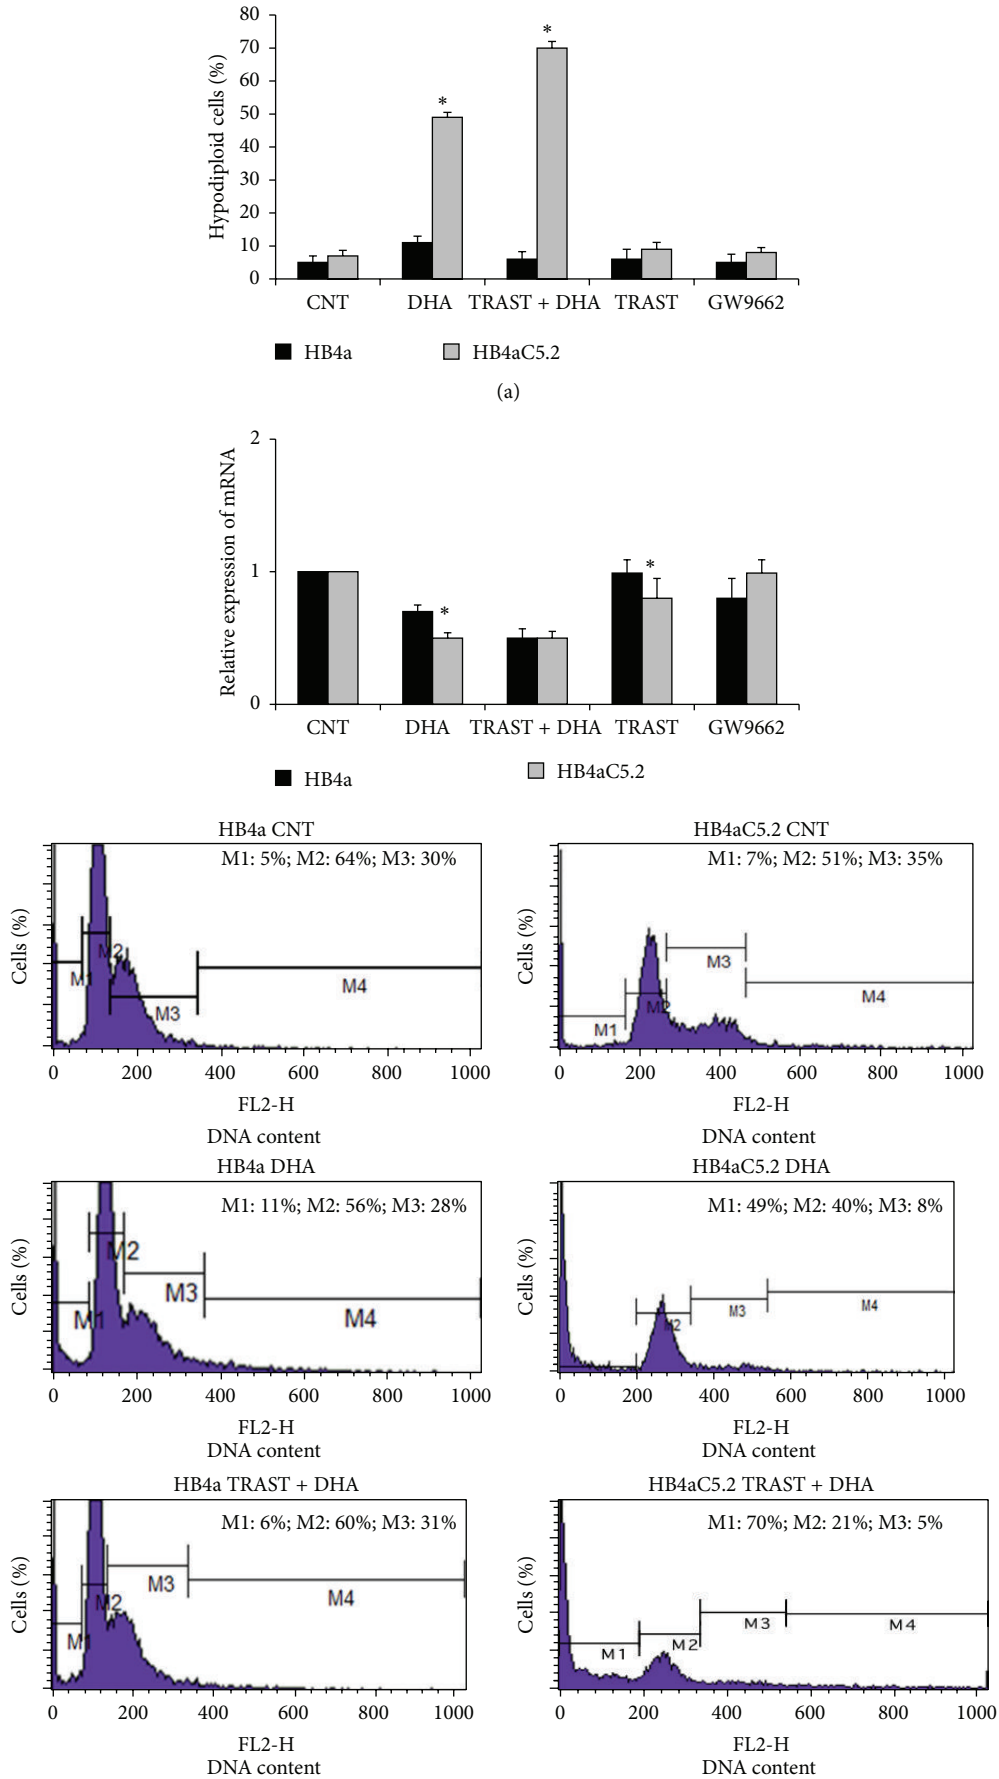 Hypodiploid cells (%)
80
70
60
50
40
30
20
10
0
*
*
CNT DHA TRAST + DHA TRAST GW9662
HB4a HB4aC5.2
(a)
Relative expression of mRNA
2
1
0
*
*
CNT DHA TRAST + DHA TRAST GW9662
HB4a HB4aC5.2
HB4a CNT
M1: 5%; M2: 64%; M3: 30%
Cells (%)
M1
M2
M3
M4
0 200 400 600 800 1000
FL2-H
DNA content
HB4aC5.2 CNT
M1: 7%; M2: 51%; M3: 35%
Cells (%)
M1
M2
M3
M4
0 200 400 600 800 1000
FL2-H
DNA content
HB4a DHA
M1: 11%; M2: 56%; M3: 28%
Cells (%)
M1
M2
M3
M4
0 200 400 600 800 1000
FL2-H
DNA content
HB4aC5.2 DHA
M1: 49%; M2: 40%; M3: 8%
Cells (%)
M2
M3
M4
0 200 400 600 800 1000
FL2-H
DNA content
HB4a TRAST + DHA
M1: 6%; M2: 60%; M3: 31%
Cells (%)
M1
M2
M3
M4
0 200 400 600 800 1000
FL2-H
DNA content
HB4aC5.2 TRAST + DHA
M1: 70%; M2: 21%; M3: 5%
Cells (%)
M1
M2
M3
M4
0 200 400 600 800 1000
FL2-H
DNA content